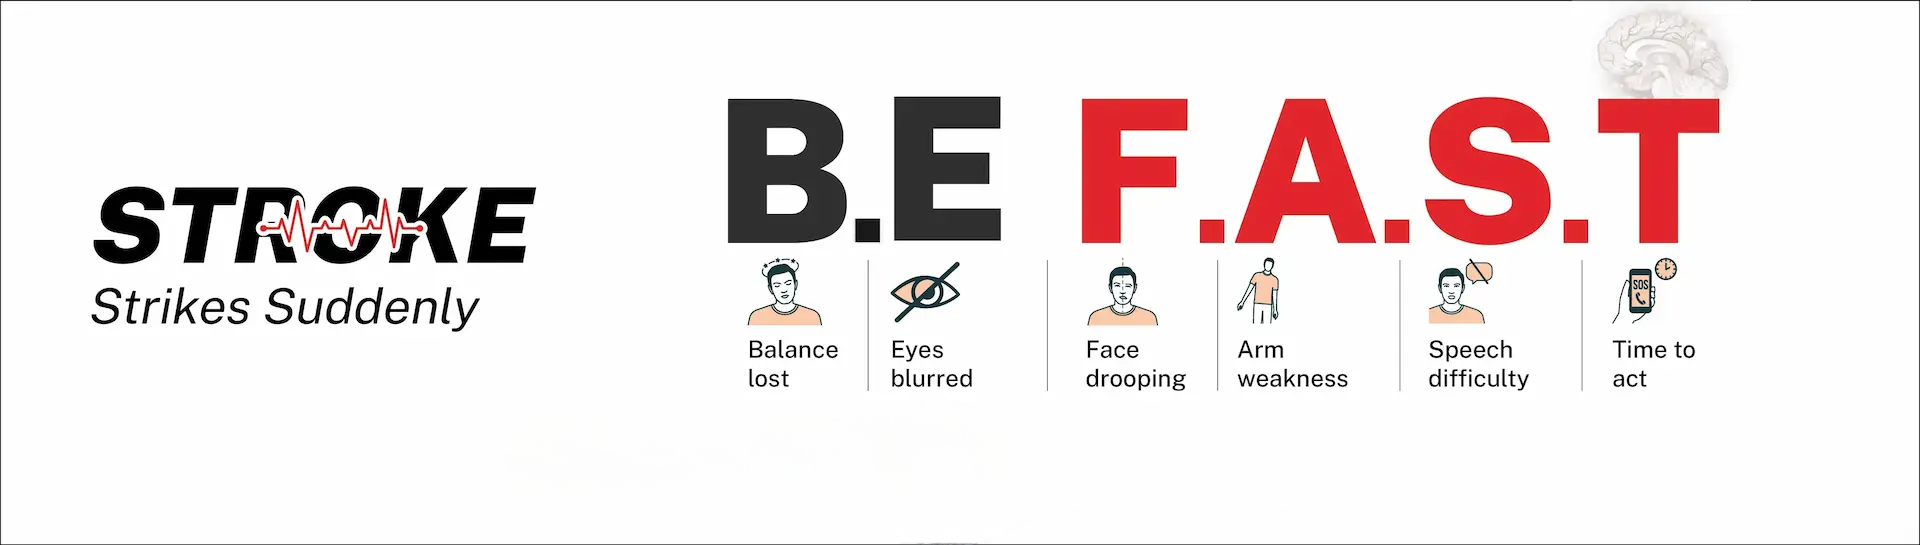 STROKE
Strikes Suddenly
B.E F.A.S.T
Balance
lost
Eyes
blurred
Face
drooping
Arm
weakness
Speech
difficulty
SOS
Time to
act